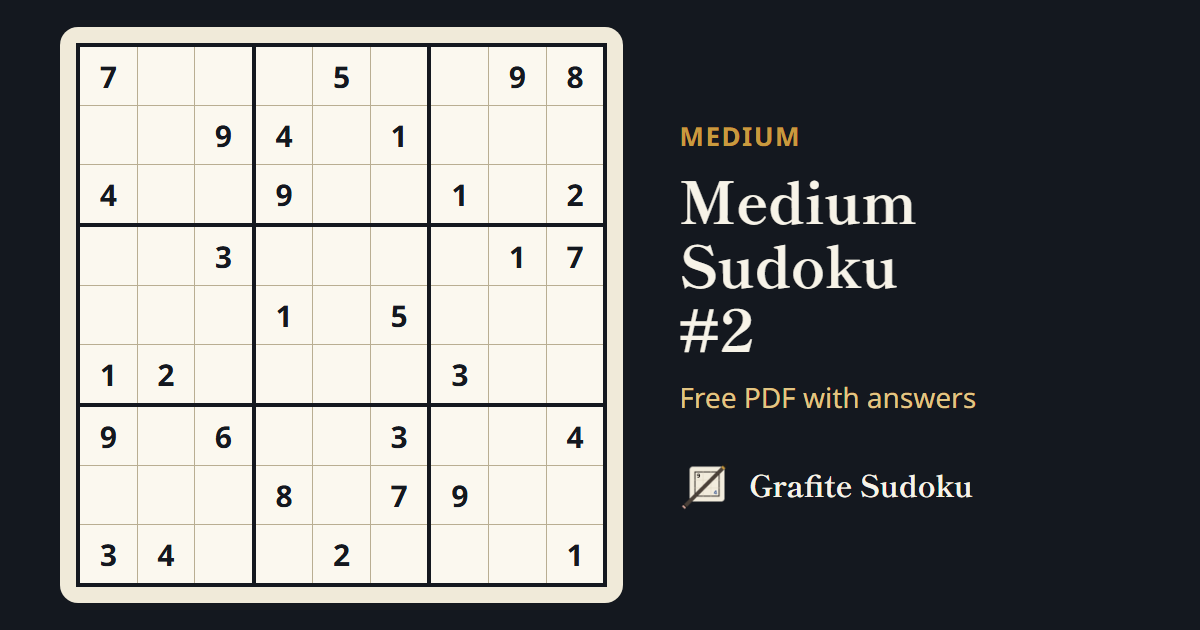 7 5 9 8
9 4 1
4 9 1 2
3 1 7
1 5
1 2 3
9 6 3 4
8 7 9
3 4 2 1
MEDIUM
Medium
Sudoku
#2
Free PDF with answers
Grafite Sudoku